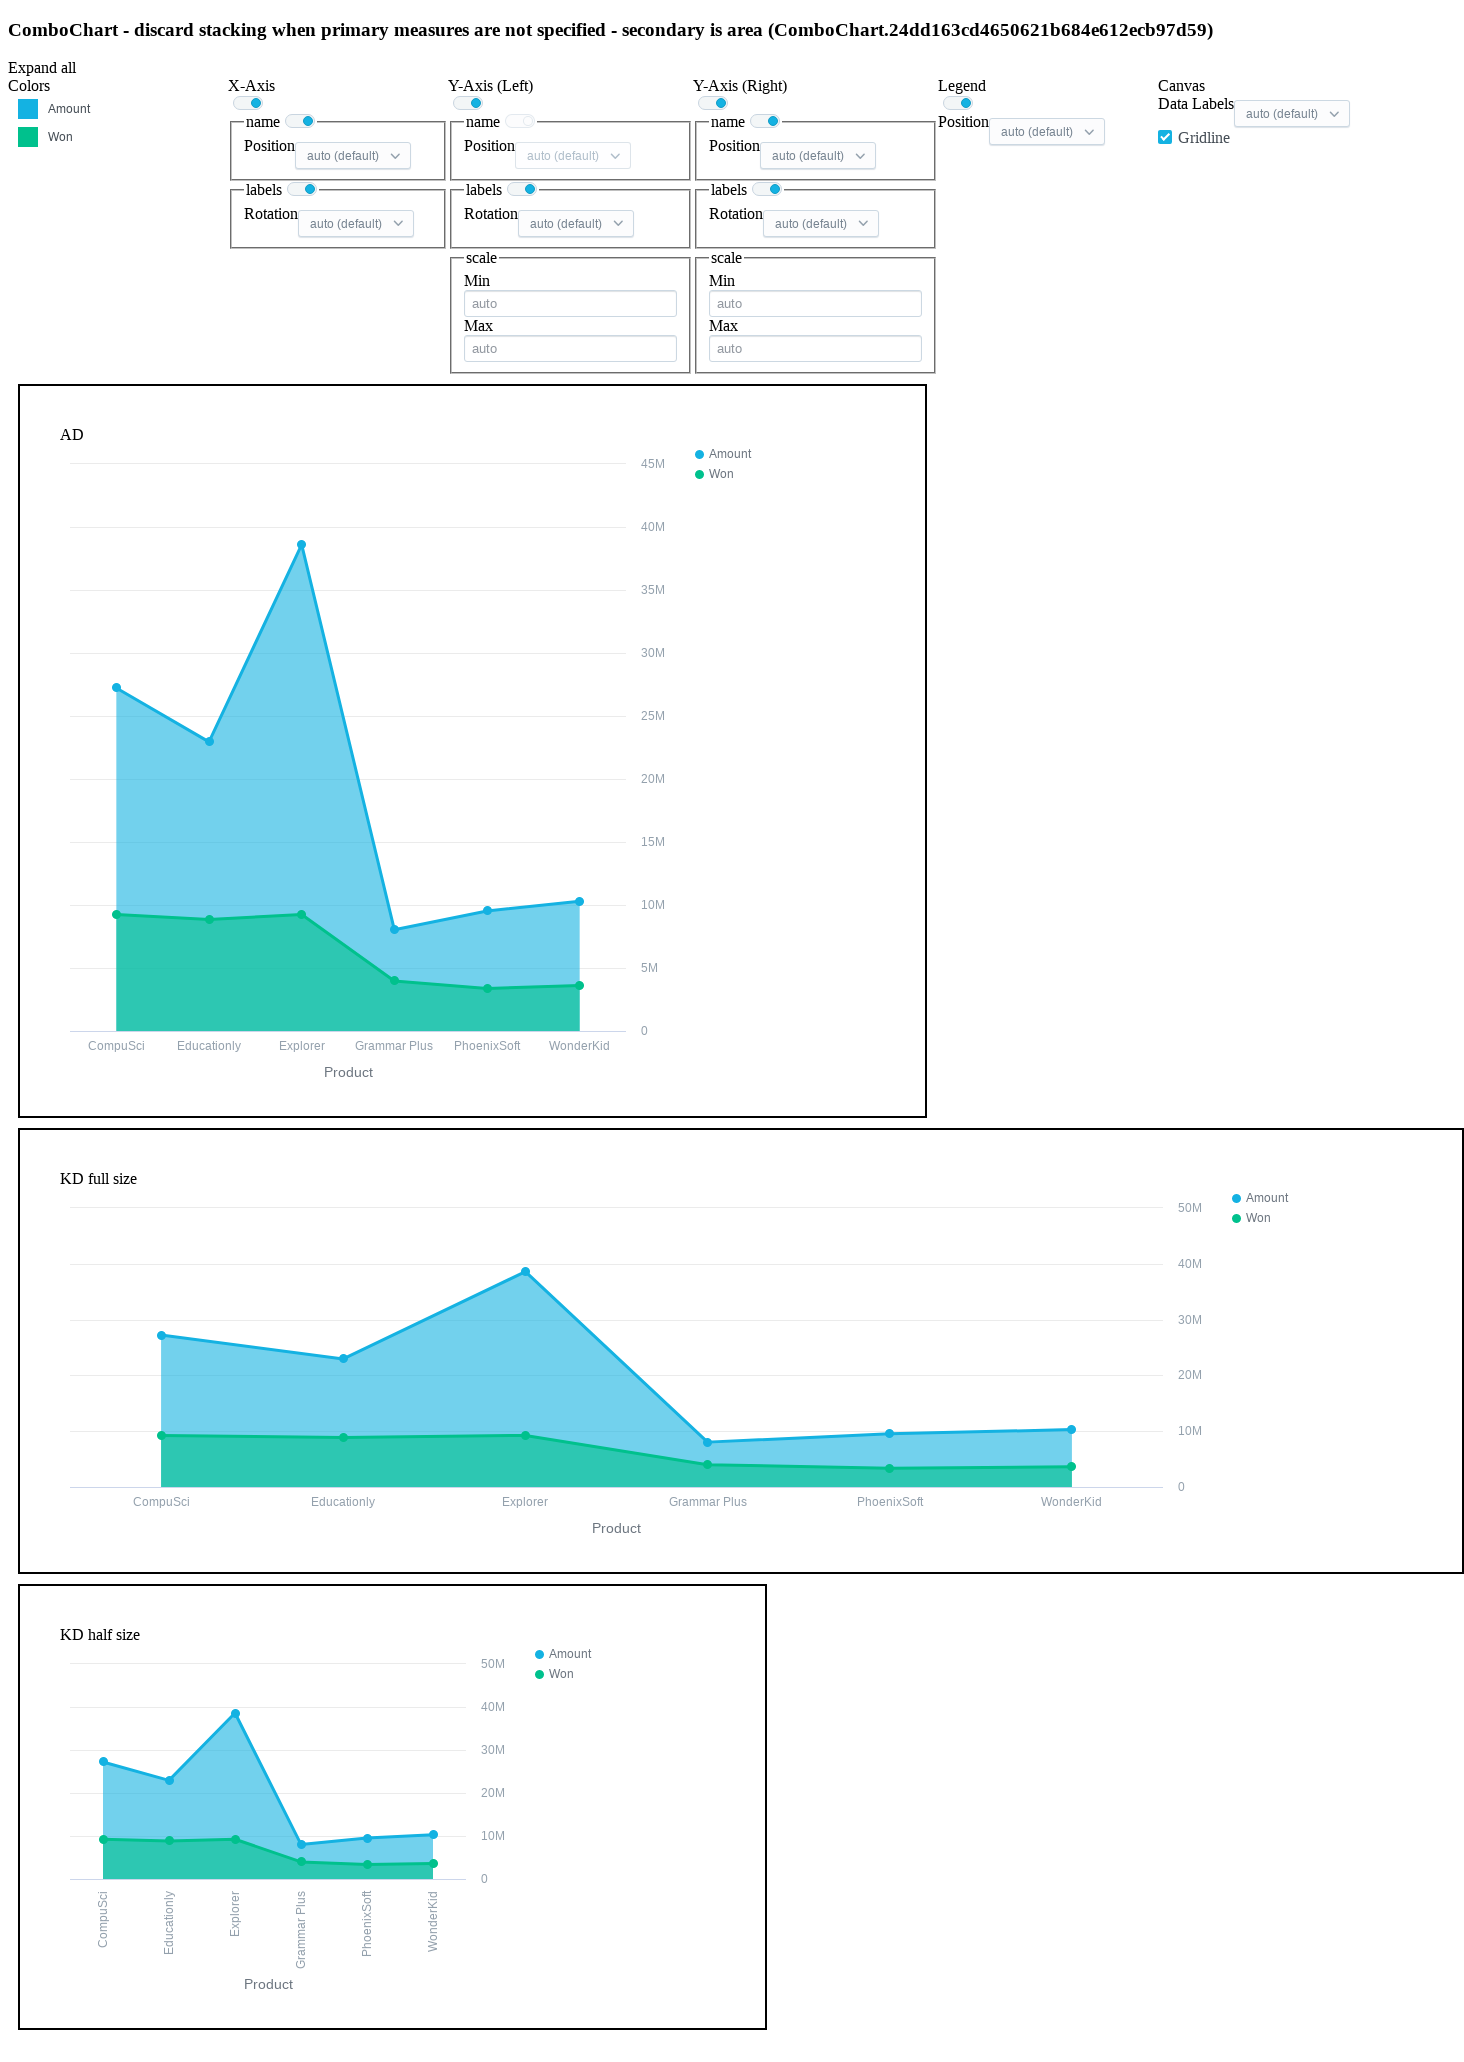 ComboChart - discard stacking when primary measures are not specified - secondary is area (ComboChart.24dd163cd4650621b684e612ecb97d59)
Expand all
Colors
Amount
Won
X-Axis
name
Position auto (default)
labels
Rotation auto (default)
Y-Axis (Left)
name
Position auto (default)
labels
Rotation auto (default)
scale
Min
auto
Max
auto
Y-Axis (Right)
name
Position auto (default)
labels
Rotation auto (default)
scale
Min
auto
Max
auto
Legend
Position auto (default)
Canvas
Data Labels auto (default)
Gridline
AD
45M
40M
35M
30M
25M
20M
15M
10M
5M
0
Amount
Won
CompuSci Educationly Explorer Grammar Plus PhoenixSoft WonderKid
Product
KD full size
50M
40M
30M
20M
10M
0
Amount
Won
CompuSci Educationly Explorer Grammar Plus PhoenixSoft WonderKid
Product
KD half size
50M
40M
30M
20M
10M
0
Amount
Won
CompuSci
Educationly
Explorer
Grammar Plus
PhoenixSoft
WonderKid
Product